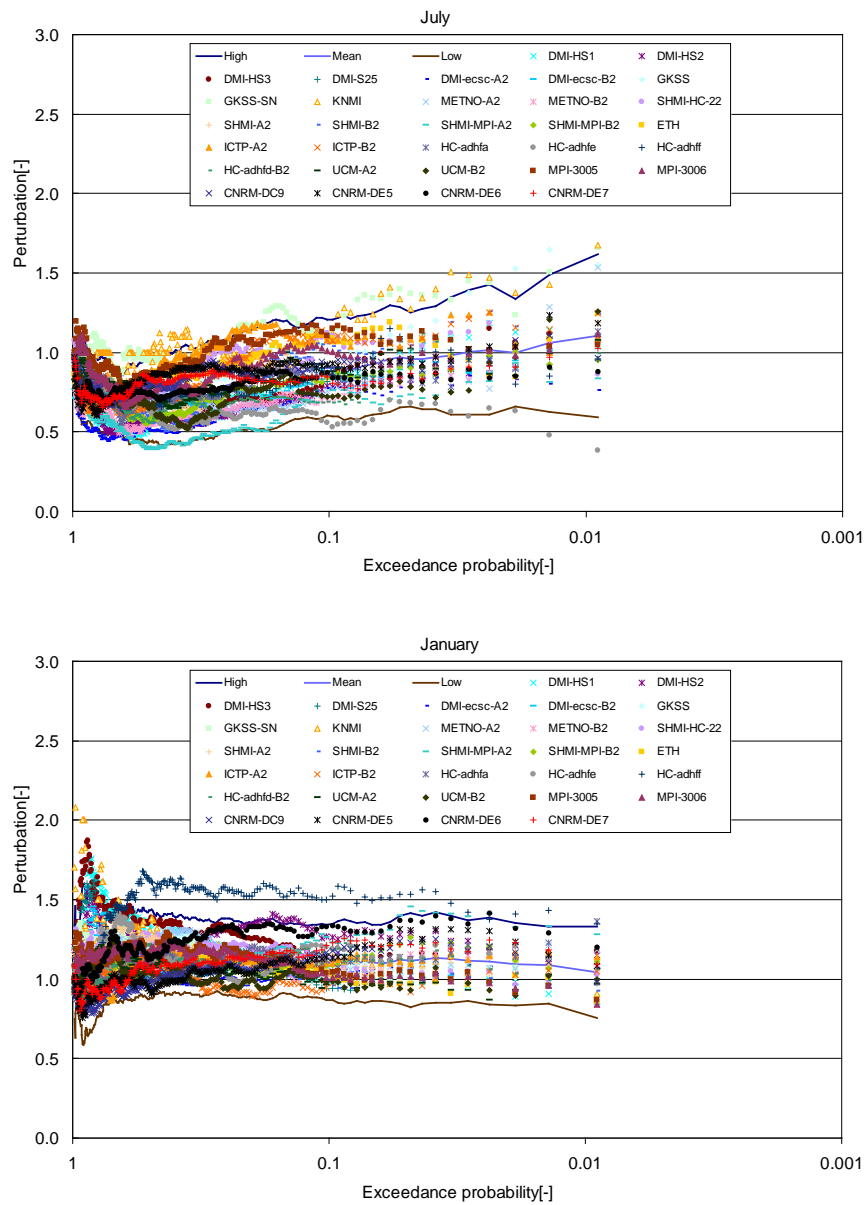 July
3.0
High Mean Low DMI-HS1 DMI-HS2
DMI-HS3 DMI-S25 DMI-ecsc-A2 DMI-ecsc-B2 GKSS
2.5
GKSS-SN KNMI METNO-A2 METNO-B2 SHMI-HC-22
SHMI-A2 SHMI-B2 SHMI-MPI-A2 SHMI-MPI-B2 ETH
ICTP-A2 ICTP-B2 HC-adhfa HC-adhfe HC-adhff
2.0
HC-adhfd-B2 UCM-A2 UCM-B2 MPI-3005 MPI-3006
CNRM-DC9 CNRM-DE5 CNRM-DE6 CNRM-DE7
Perturbation[-]
1.5
1.0
0.5
0.0
1 0.1 0.01 0.001
Exceedance probability[-]
January
3.0
High Mean Low DMI-HS1 DMI-HS2
DMI-HS3 DMI-S25 DMI-ecsc-A2 DMI-ecsc-B2 GKSS
2.5
GKSS-SN KNMI METNO-A2 METNO-B2 SHMI-HC-22
SHMI-A2 SHMI-B2 SHMI-MPI-A2 SHMI-MPI-B2 ETH
ICTP-A2 ICTP-B2 HC-adhfa HC-adhfe HC-adhff
2.0
HC-adhfd-B2 UCM-A2 UCM-B2 MPI-3005 MPI-3006
CNRM-DC9 CNRM-DE5 CNRM-DE6 CNRM-DE7
Perturbation[-]
1.5
1.0
0.5
0.0
1 0.1 0.01 0.001
Exceedance probability[-]